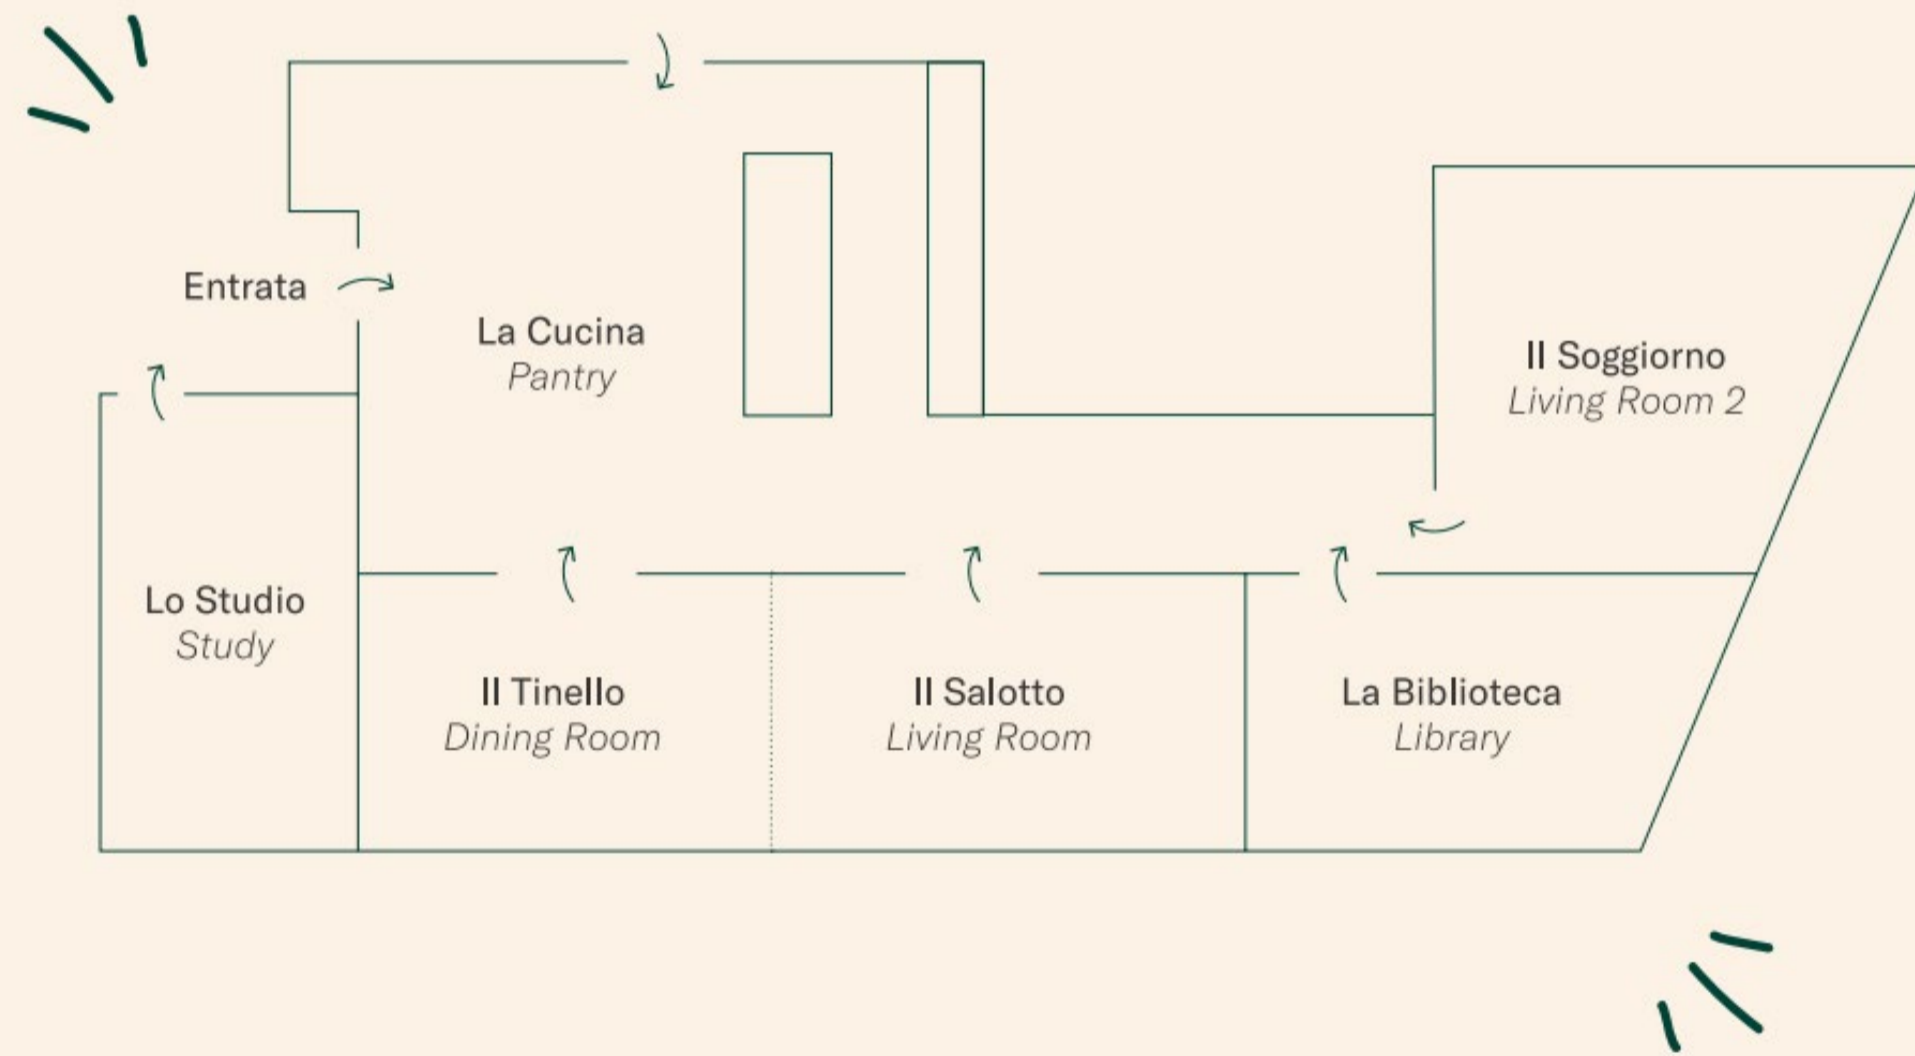 Entrata
La Cucina
Pantry
Il Soggiorno
Living Room 2
Lo Studio
Study
Il Tinello
Dining Room
Il Salotto
Living Room
La Biblioteca
Library